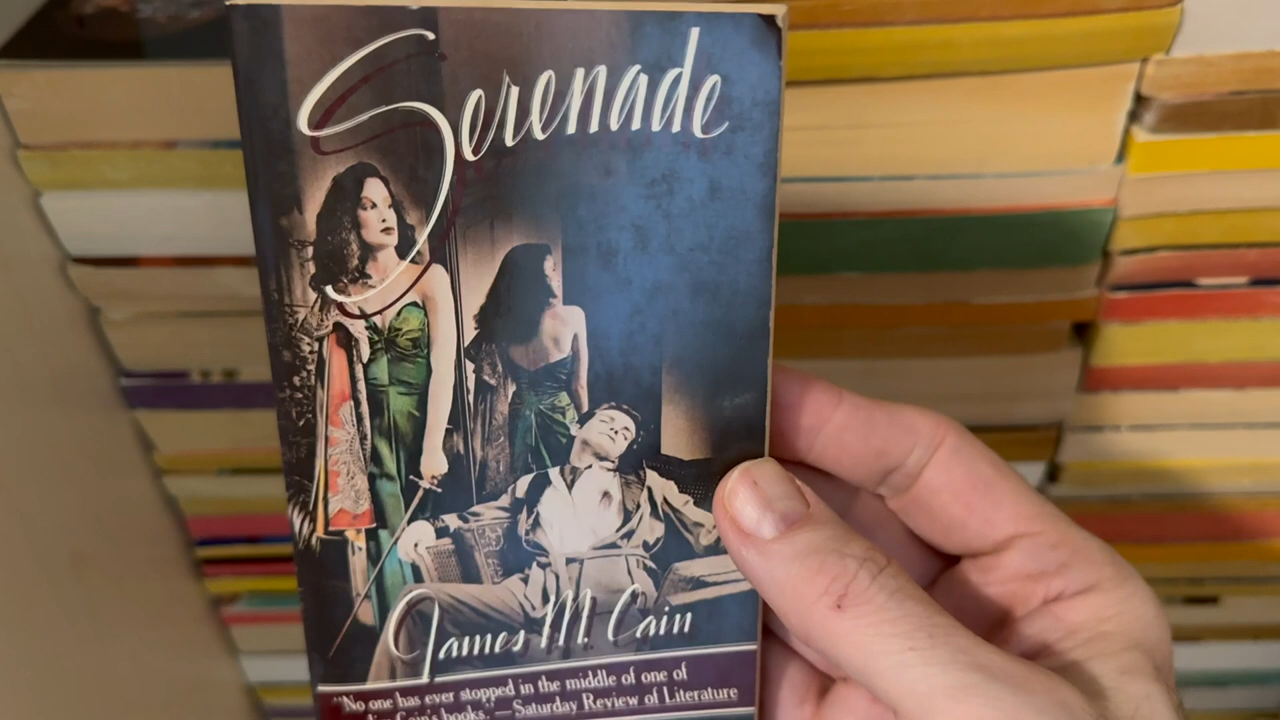 Serenade
James M. Cain
"No one has ever stopped in the middle of one of
Jim Cain's books." —Saturday Review of Literature